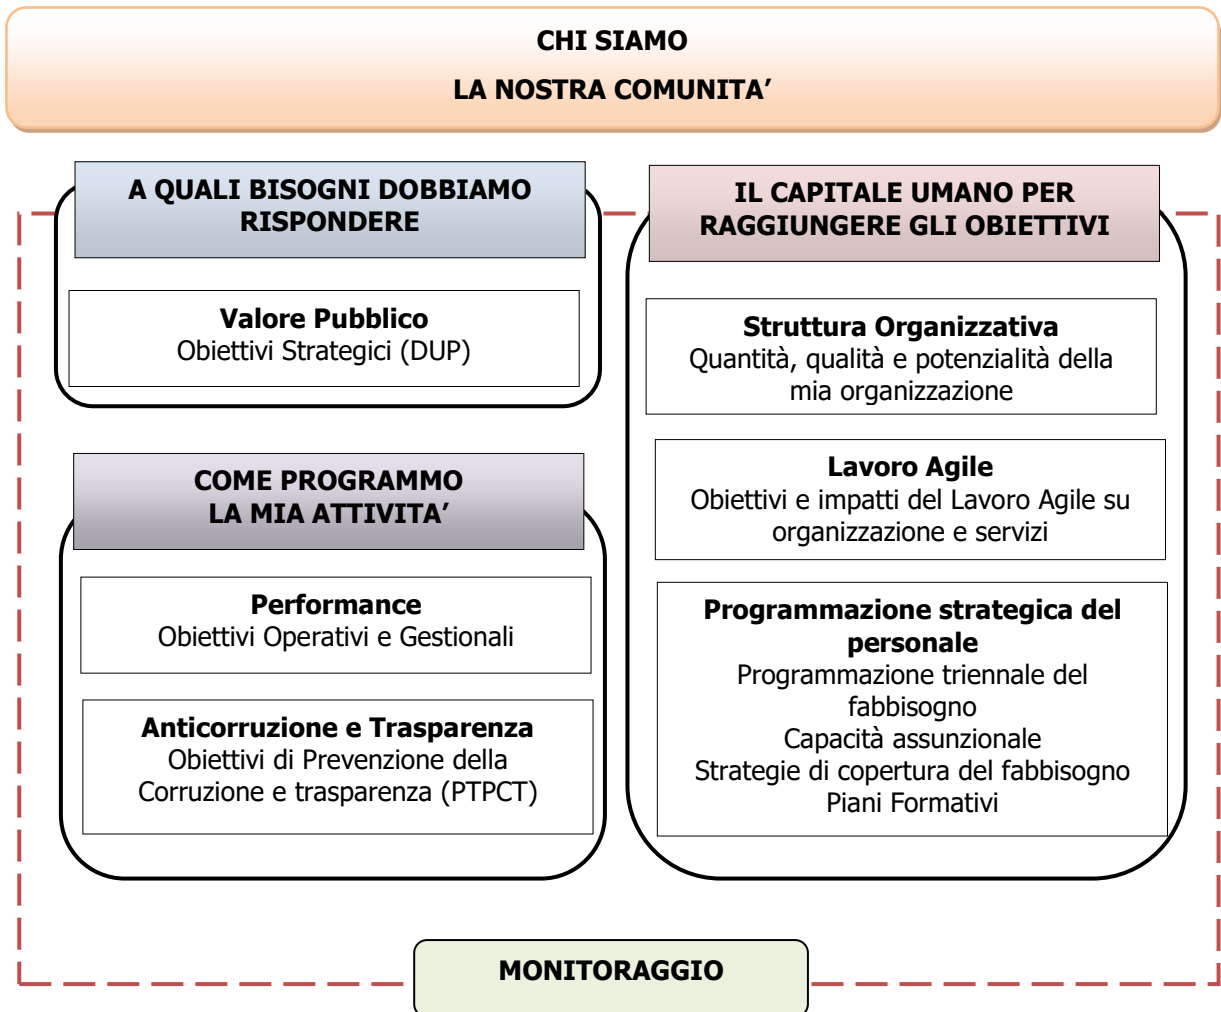 CHI SIAMO
LA NOSTRA COMUNITA’
A QUALI BISOGNI DOBBIAMO
RISPONDERE
Valore Pubblico
Obiettivi Strategici (DUP)
COME PROGRAMMO
LA MIA ATTIVITA’
Performance
Obiettivi Operativi e Gestionali
Anticorruzione e Trasparenza
Obiettivi di Prevenzione della
Corruzione e trasparenza (PTPCT)
IL CAPITALE UMANO PER
RAGGIUNGERE GLI OBIETTIVI
Struttura Organizzativa
Quantità, qualità e potenzialità della
mia organizzazione
Lavoro Agile
Obiettivi e impatti del Lavoro Agile su
organizzazione e servizi
Programmazione strategica del
personale
Programmazione triennale del
fabbisogno
Capacità assunzionale
Strategie di copertura del fabbisogno
Piani Formativi
MONITORAGGIO